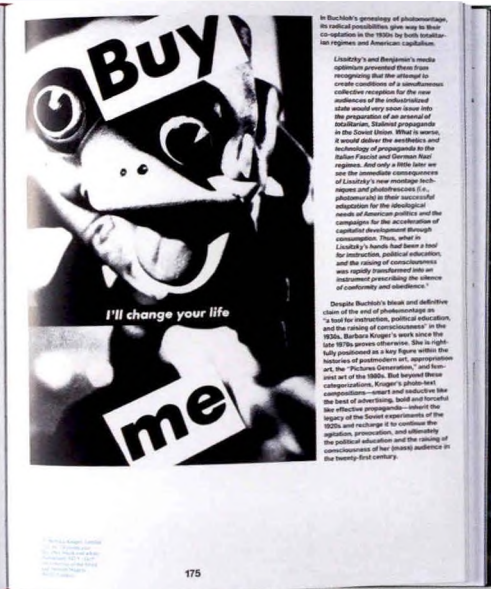 Buy
I'll change your life
me
in Buchloh's genealogy of photomontage,
its radical possibilities give way to their
co-optation in the 1930s by both totalitar-
ian regimes and American capitalism.
Lissitzky's and Benjamin's media
optimism prevented them from
recognizing that the attempt to
create conditions of a simultaneous
collective reception for the new
audiences of the industrialized
state would very soon issue into
the preparation of an arsenal of
totalitarian, Stalinist propaganda
in the Soviet Union. What is worse,
it would deliver the aesthetics and
technology of propaganda to the
Italian Fascist and German Nazi
regimes. And only a little later we
see the immediate consequences
of Lissitzky's new montage tech-
niques and photofrescoes (i.e.,
photomurals) in their successful
adaptation for the ideological
needs of American politics and the
campaigns for the acceleration of
capitalist development through
consumption. Thus, what in
Lissitzky's hands had been a tool
for instruction, political education,
and the raising of consciousness
was rapidly transformed into an
instrument prescribing the silence
of conformity and obedience.
Despite Buchloh's bleak and definitive
claim of the end of photomontage as
"a tool for instruction, political education,
and the raising of consciousness" in the
1930s, Barbara Kruger's work since the
late 1970s proves otherwise. She is right-
fully positioned as a key figure within the
histories of postmodern art, appropriation
art, the "Pictures Generation," and fem-
inist art of the 1980s. But beyond these
categorizations, Kruger's photo-text
compositions—smart and seductive like
the best of advertising, bold and forceful
like effective propaganda—inherit the
legacy of the Soviet experiments of the
1920s and recharge it to continue the
agitation, provocation, and ultimately
the political education and the raising of
consciousness of her (mass) audience in
the twenty-first century.
175